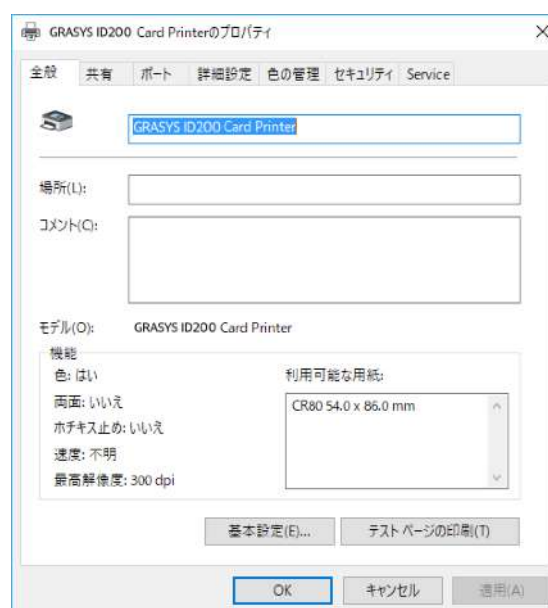 GRASYS ID200 Card Printerのプロパティ
全般 共有 ポート 詳細設定 色の管理 セキュリティ Service
GRASYS ID200 Card Printer
場所(L):
コメント(C):
モデル(O): GRASYS ID200 Card Printer
機能
色: はい 利用可能な用紙:
両面: いいえ CR80 54.0 x 86.0 mm
ホチキス止め: いいえ
速度: 不明
最高解像度: 300 dpi
基本設定(E)... テスト ページの印刷(T)
OK キャンセル 適用(A)